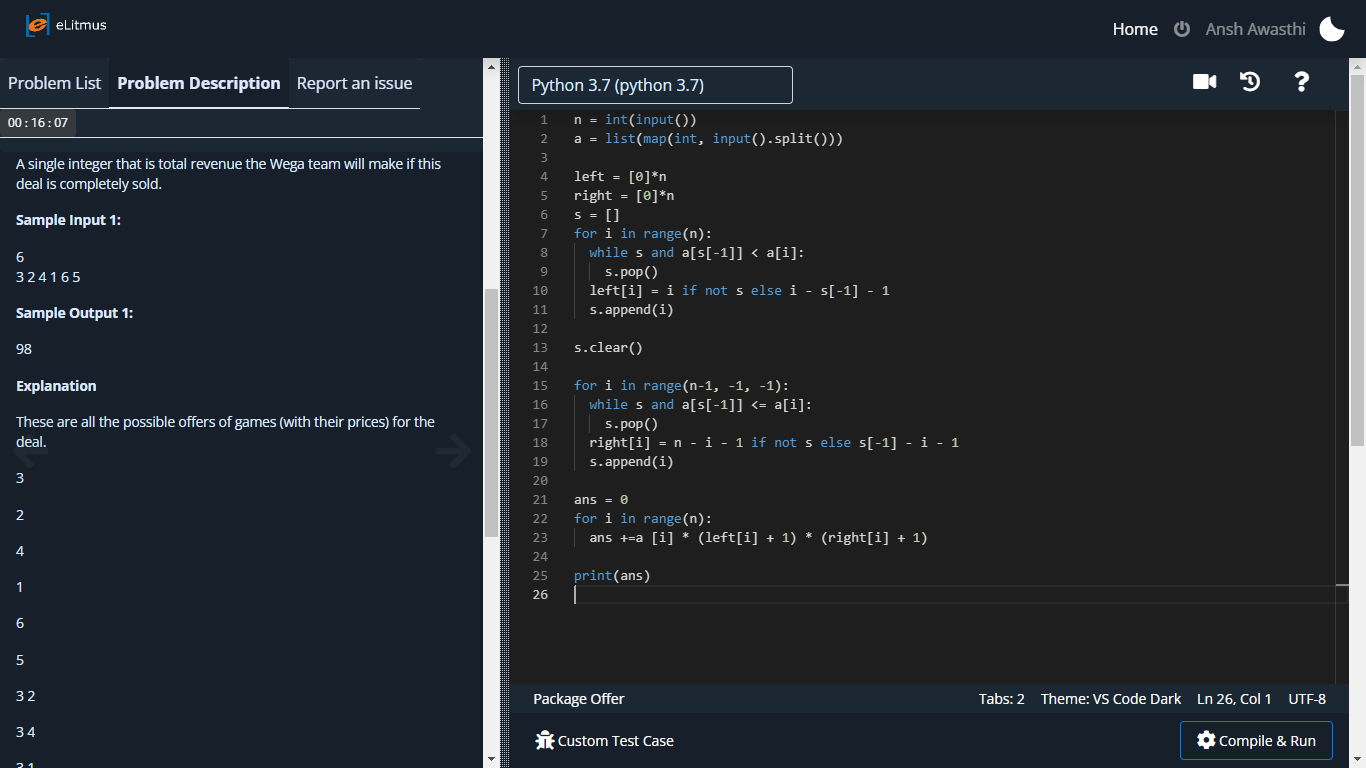 eLitmus
Home Ansh Awasthi
Problem List Problem Description Report an issue
00 : 16 : 07
A single integer that is total revenue the Wega team will make if this
deal is completely sold.
Sample Input 1:
6
3 2 4 1 6 5
Sample Output 1:
98
Explanation
These are all the possible offers of games (with their prices) for the
deal.
3
2
4
1
6
5
3 2
3 4
3 1
Python 3.7 (python 3.7)
1 n = int(input())
2 a = list(map(int, input().split()))
3
4 left = [0]*n
5 right = [0]*n
6 s = []
7 for i in range(n):
8 while s and a[s[-1]] < a[i]:
9 s.pop()
10 left[i] = i if not s else i - s[-1] - 1
11 s.append(i)
12
13 s.clear()
14
15 for i in range(n-1, -1, -1):
16 while s and a[s[-1]] <= a[i]:
17 s.pop()
18 right[i] = n - i - 1 if not s else s[-1] - i - 1
19 s.append(i)
20
21 ans = 0
22 for i in range(n):
23 ans +=a [i] * (left[i] + 1) * (right[i] + 1)
24
25 print(ans)
26
Package Offer Tabs: 2 Theme: VS Code Dark Ln 26, Col 1 UTF-8
Custom Test Case Compile & Run